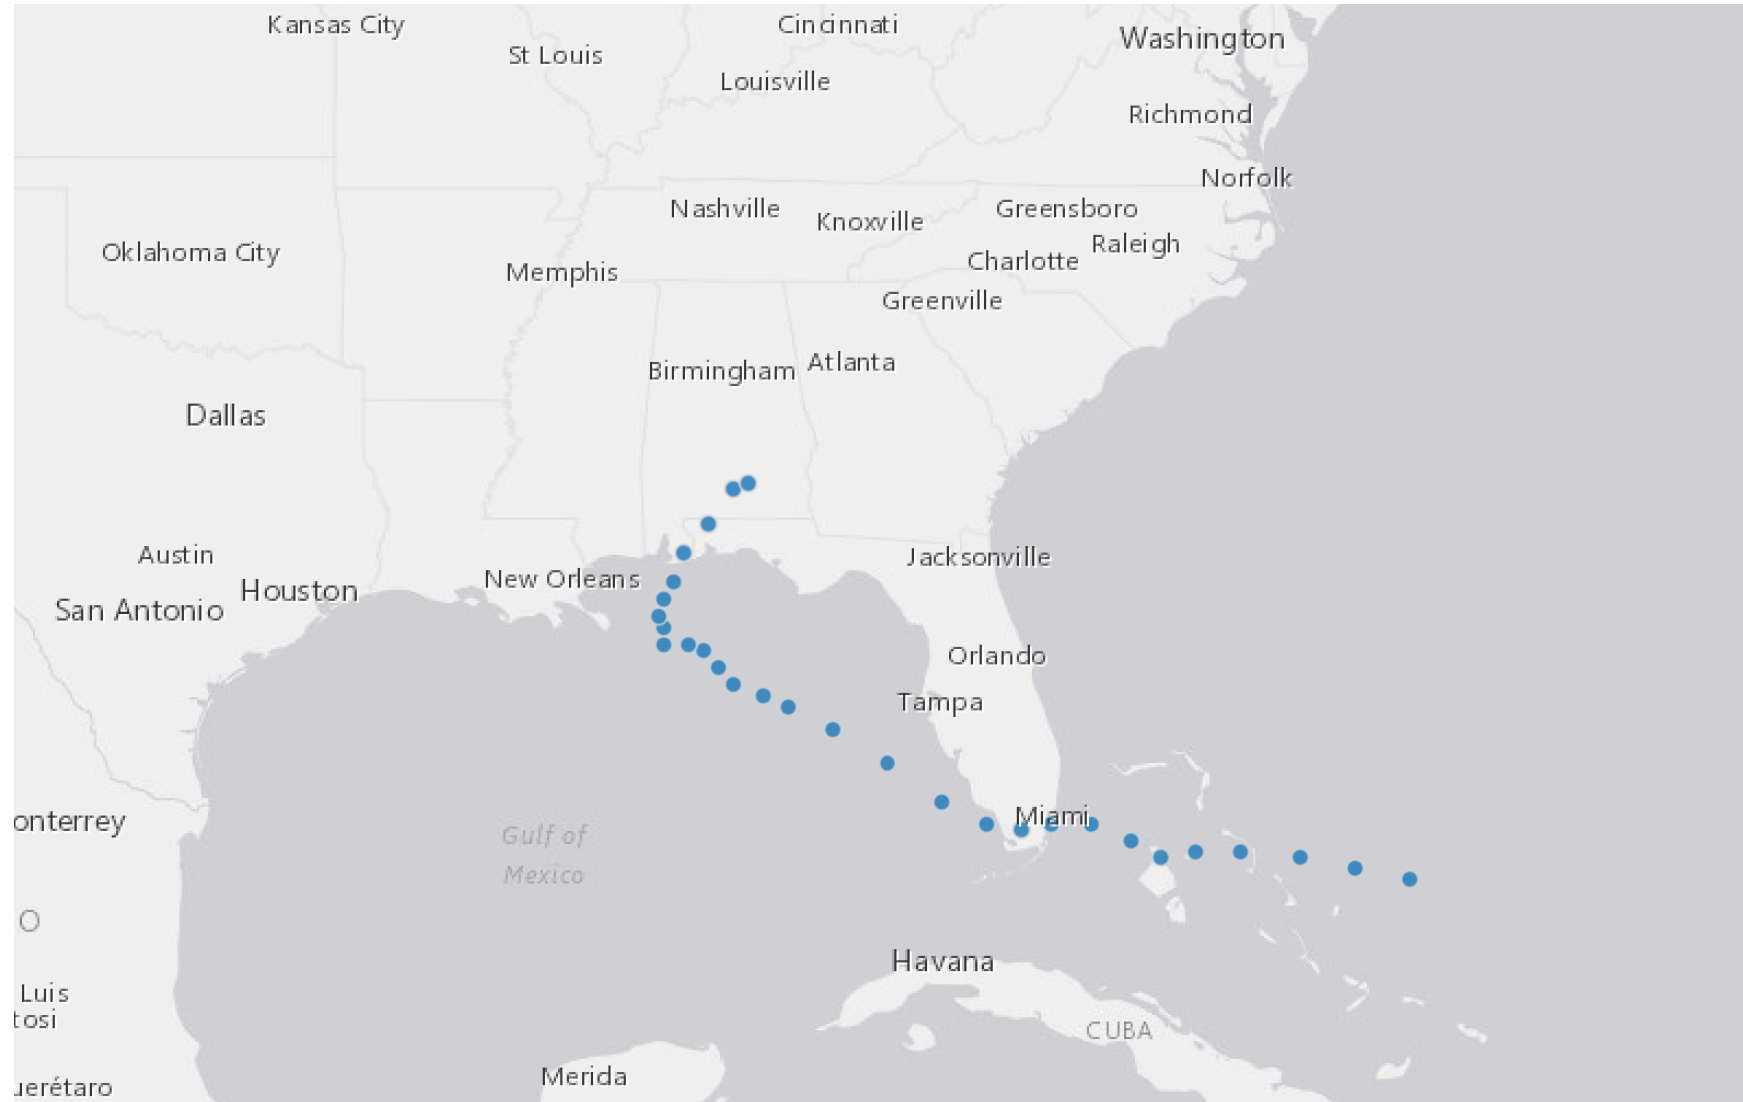 Kansas City
Cincinnati
St Louis
Washington
Louisville
Richmond
Norfolk
Nashville
Knoxville
Greensboro
Raleigh
Oklahoma City
Memphis
Charlotte
Greenville
Birmingham
Atlanta
Dallas
Austin
Jacksonville
New Orleans
Houston
San Antonio
Orlando
Tampa
Miami
onterrey
Gulf of
Mexico
O
Havana
Luis
tosi
CUBA
Merida
uerétaro